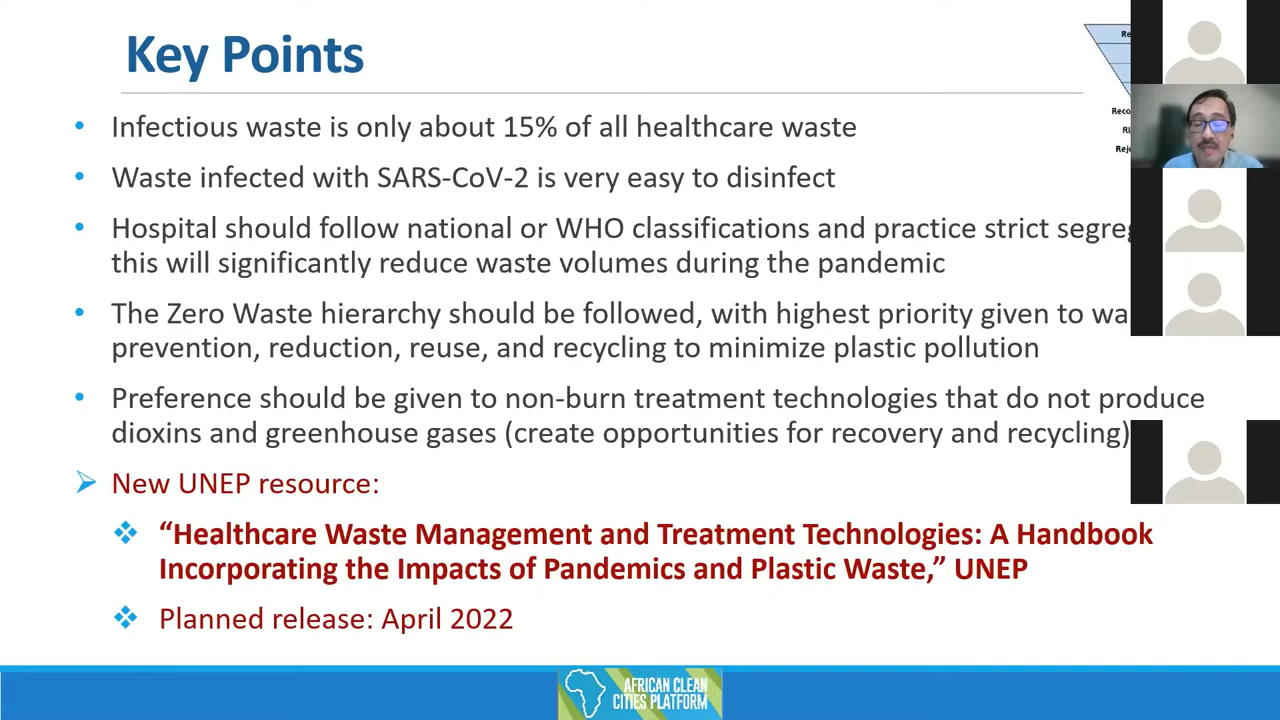 Key Points
• Infectious waste is only about 15% of all healthcare waste
• Waste infected with SARS-CoV-2 is very easy to disinfect
• Hospital should follow national or WHO classifications and practice strict
this will significantly reduce waste volumes during the pandemic
• The Zero Waste hierarchy should be followed, with highest priority given to
prevention, reduction, reuse, and recycling to minimize plastic pollution
• Preference should be given to non-burn treatment technologies that do not produce
dioxins and greenhouse gases (create opportunities for recovery and recycling)
New UNEP resource:
“Healthcare Waste Management and Treatment Technologies: A Handbook
Incorporating the Impacts of Pandemics and Plastic Waste,” UNEP
Planned release: April 2022
AFRICAN CLEAN
CITIES PLATFORM